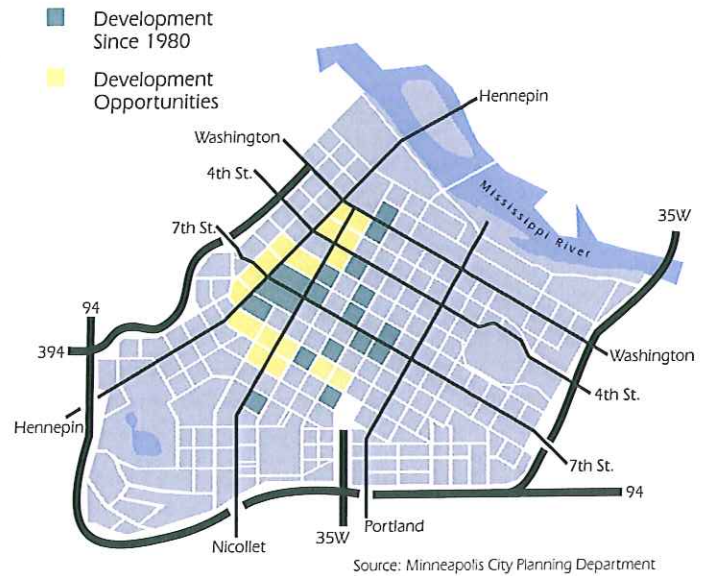 Development
Since 1980
Development
Opportunities
Hennepin
Washington
4th St.
7th St.
Mississippi River
35W
94
394
Washington
4th St.
Hennepin
7th St.
94
Portland
35W
Nicollet
Source: Minneapolis City Planning Department